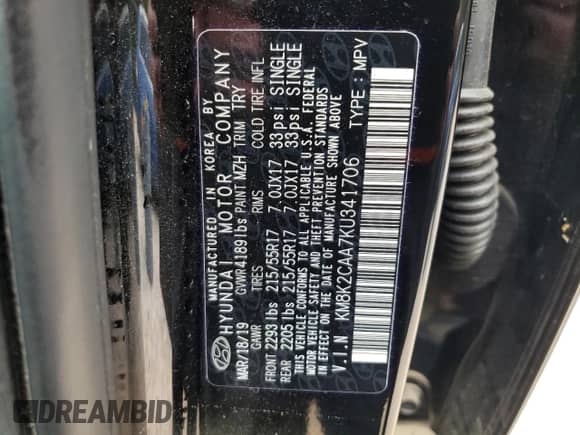 MANUFACTURED IN KOREA BY
HYUNDAI MOTOR COMPANY
MAR/18/19 GVWR 4189 lbs PAINT MZH TRIM TRY
GAWR TIRES RIMS COLD TIRE INFL
FRONT 2293 lbs 215/55R17 7.0JX17 33psi SINGLE
REAR 2205 lbs 215/55R17 7.0JX17 33psi SINGLE
THIS VEHICLE CONFORMS TO ALL APPLICABLE U.S.A. FEDERAL
MOTOR VEHICLE SAFETY AND THEFT PREVENTION STANDARDS
IN EFFECT ON THE DATE OF MANUFACTURE SHOWN ABOVE
V.I.N KM8K2CAA7KU341706 TYPE : MPV
DREAMBID